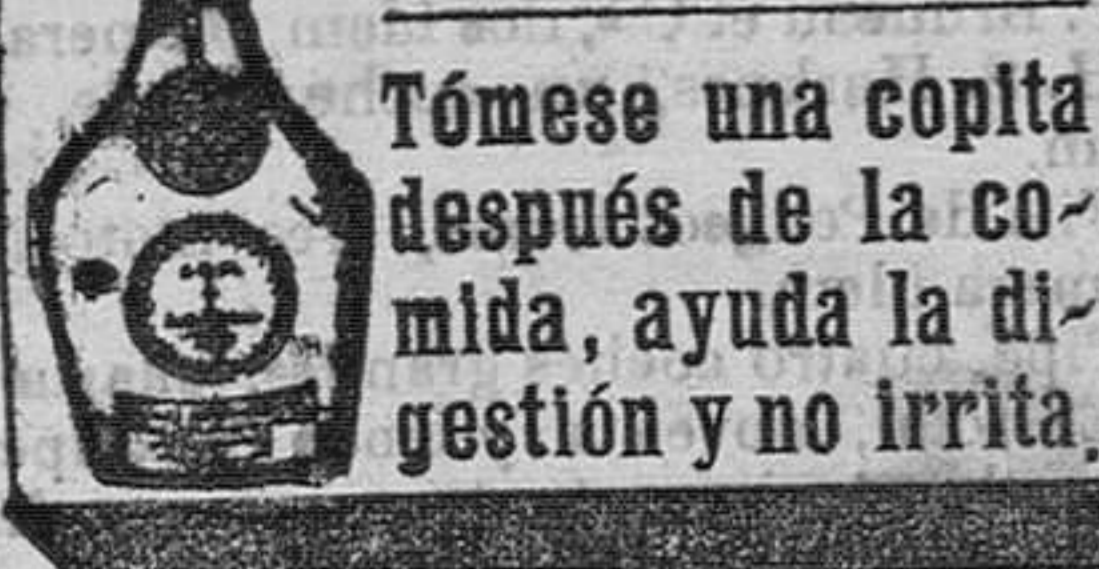 Tómese una copita
después de la co-
mida, ayuda la di-
gestión y no irrita.